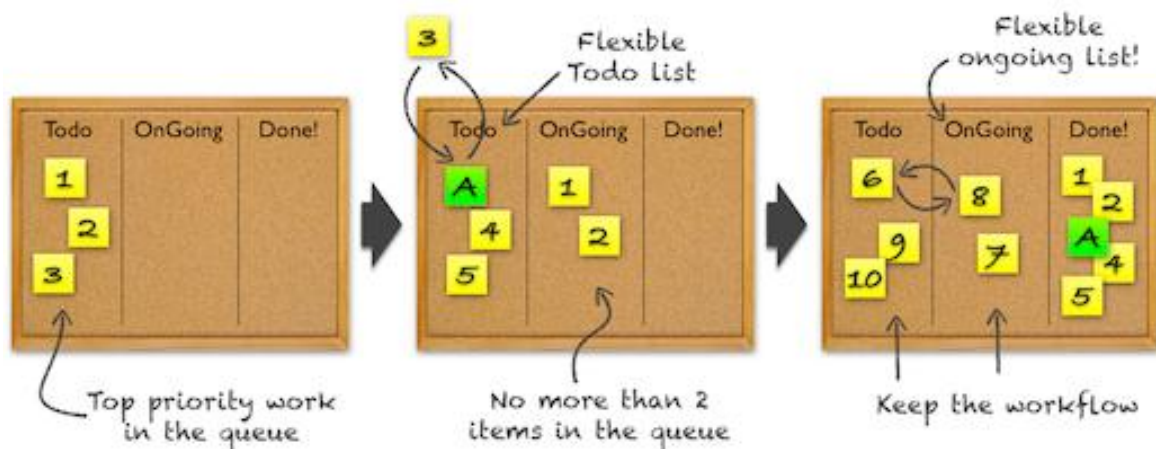 3
Flexible
Todo list
Flexible
ongoing list!
Todo OnGoing Done!
1
2
3
Todo OnGoing Done!
A
4
5
1
2
Todo OnGoing Done!
6
9
10
8
7
1
2
A
4
5
Top priority work
in the queue
No more than 2
items in the queue
Keep the workflow